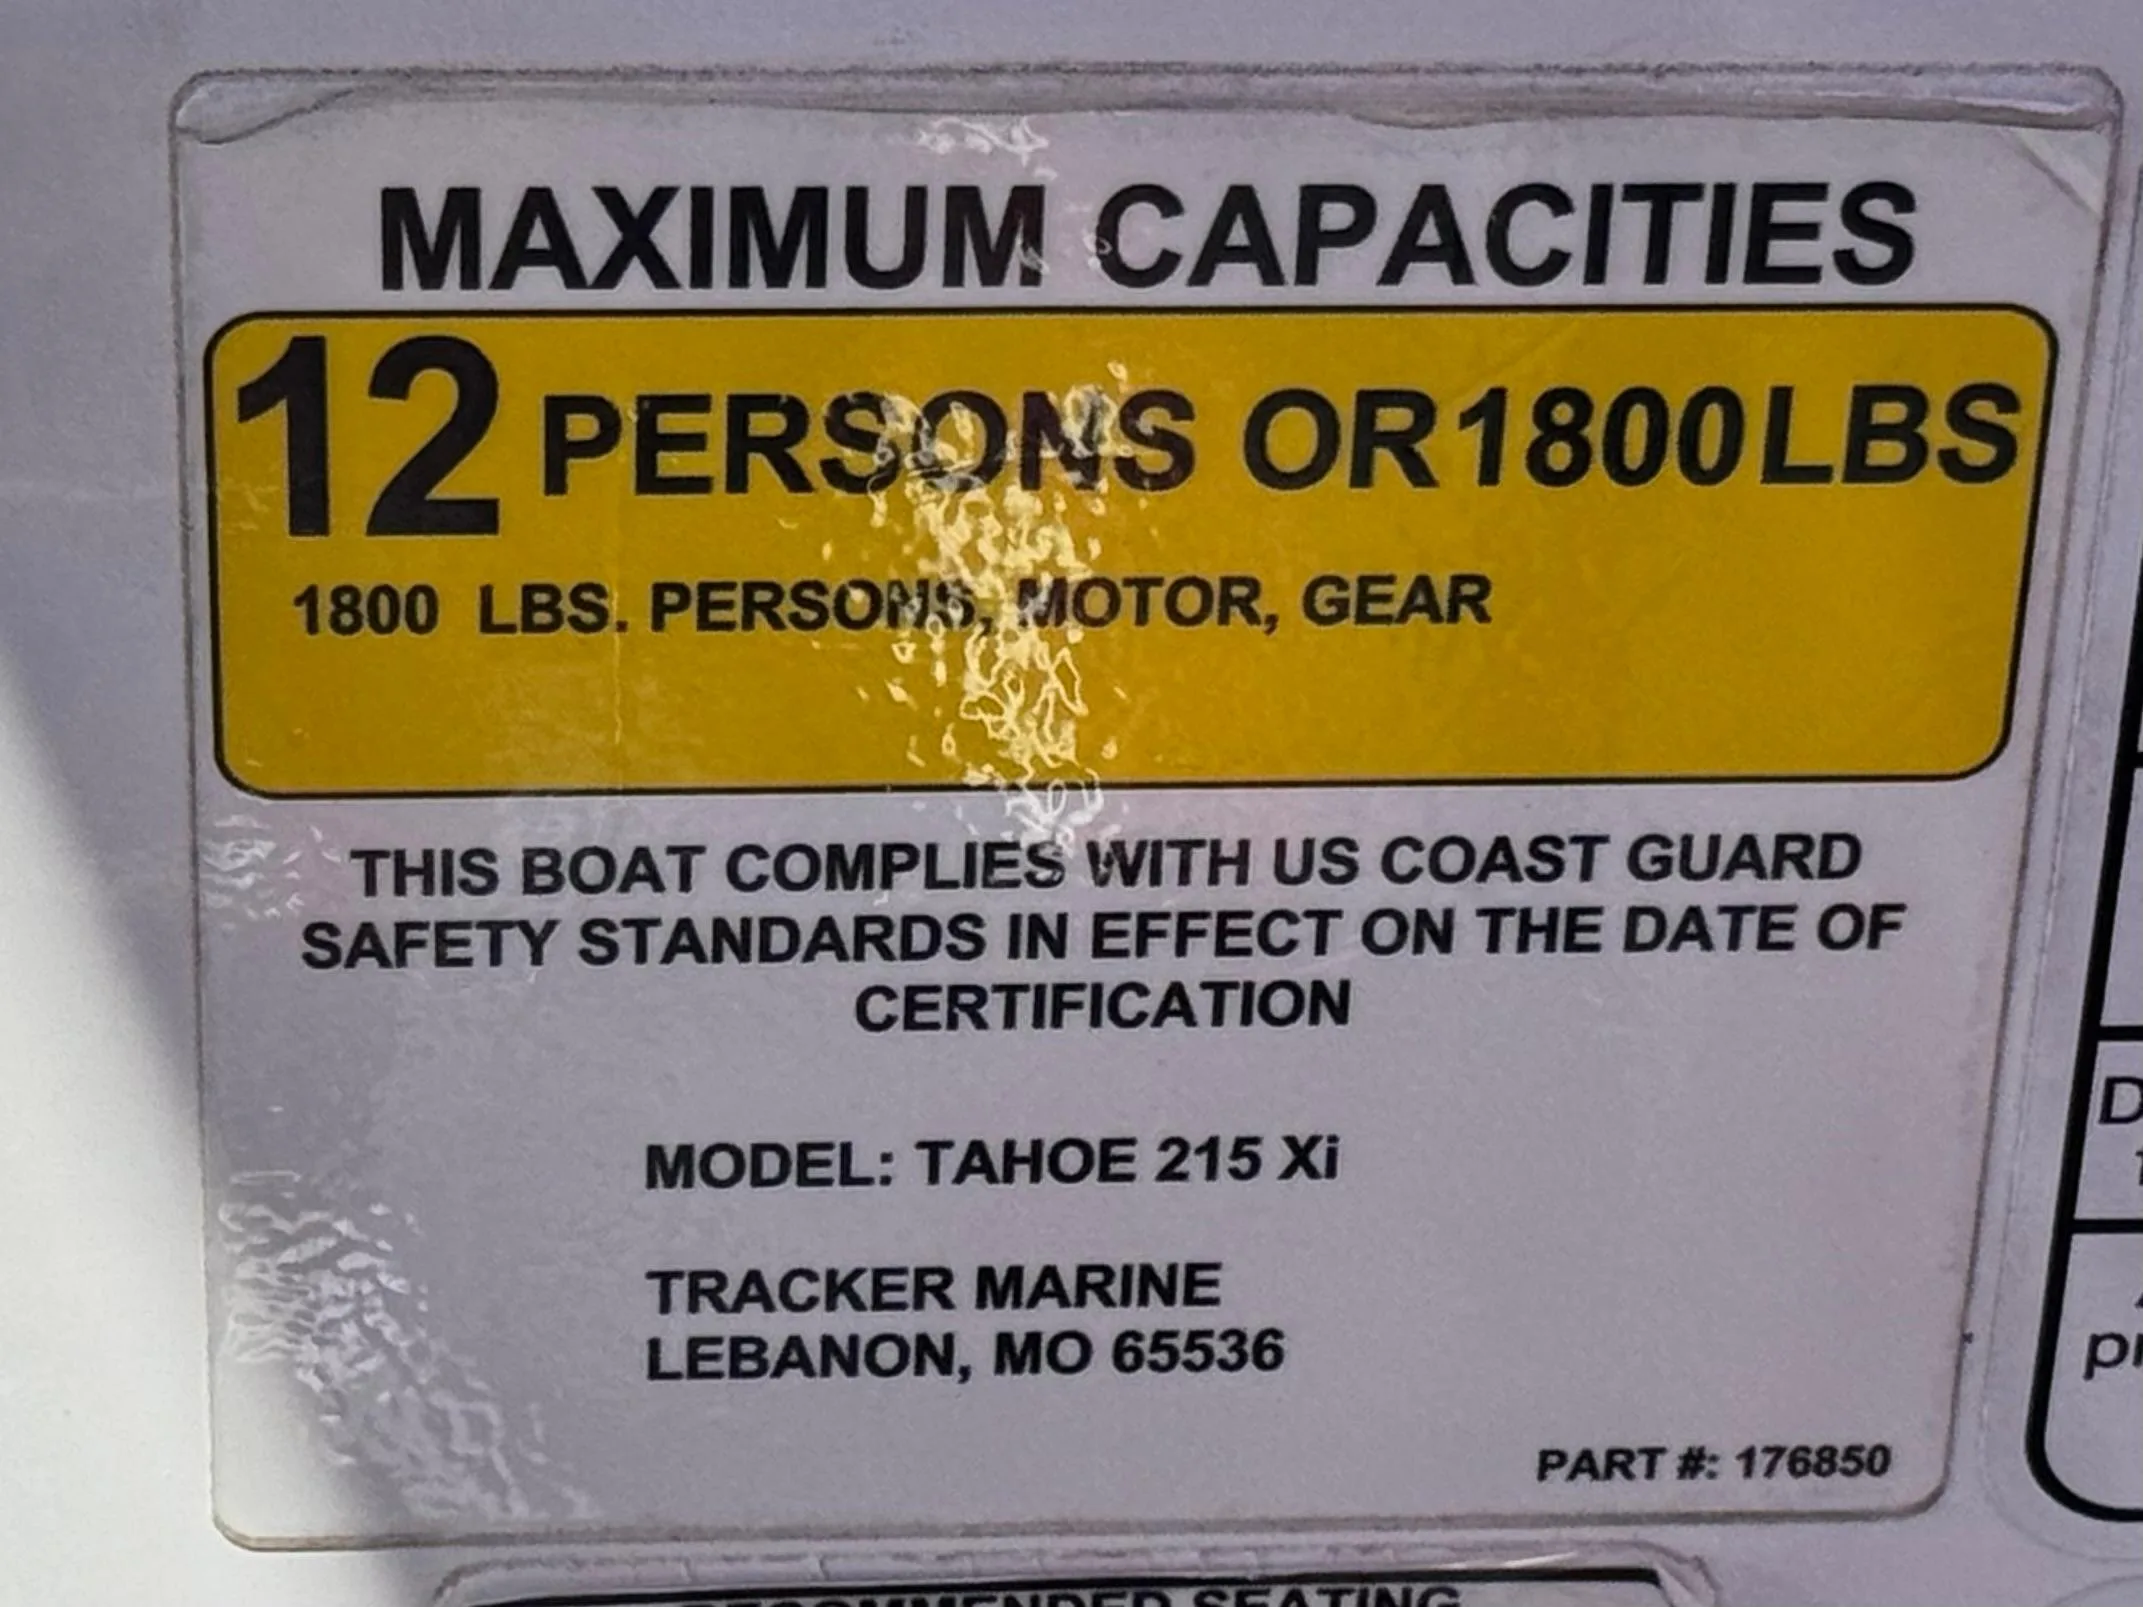 MAXIMUM CAPACITIES
12 PERSONS OR 1800 LBS
1800 LBS. PERSONS, MOTOR, GEAR
THIS BOAT COMPLIES WITH US COAST GUARD
SAFETY STANDARDS IN EFFECT ON THE DATE OF
CERTIFICATION
MODEL: TAHOE 215 Xi
TRACKER MARINE
LEBANON, MO 65536
PART #: 176850
RECOMMENDED SEATING